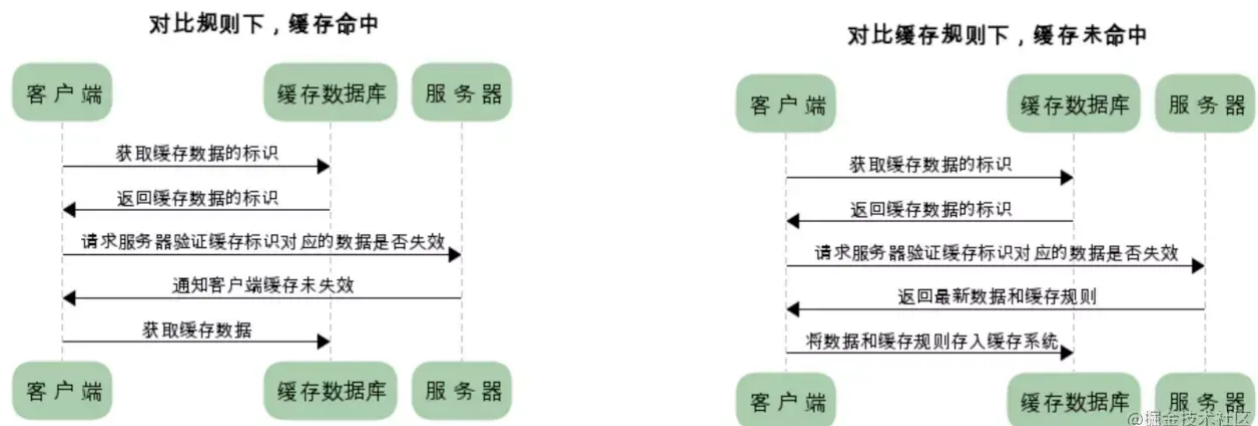 对比规则下，缓存命中
客户端
缓存数据库
服务器
获取缓存数据的标识
返回缓存数据的标识
请求服务器验证缓存标识对应的数据是否失效
通知客户端缓存未失效
获取缓存数据
客户端
缓存数据库
服务器
对比缓存规则下，缓存未命中
客户端
缓存数据库
服务器
获取缓存数据的标识
返回缓存数据的标识
请求服务器验证缓存标识对应的数据是否失效
返回最新数据和缓存规则
将数据和缓存规则存入缓存系统
客户端
缓存数据库
服务器
@掘金技术社区